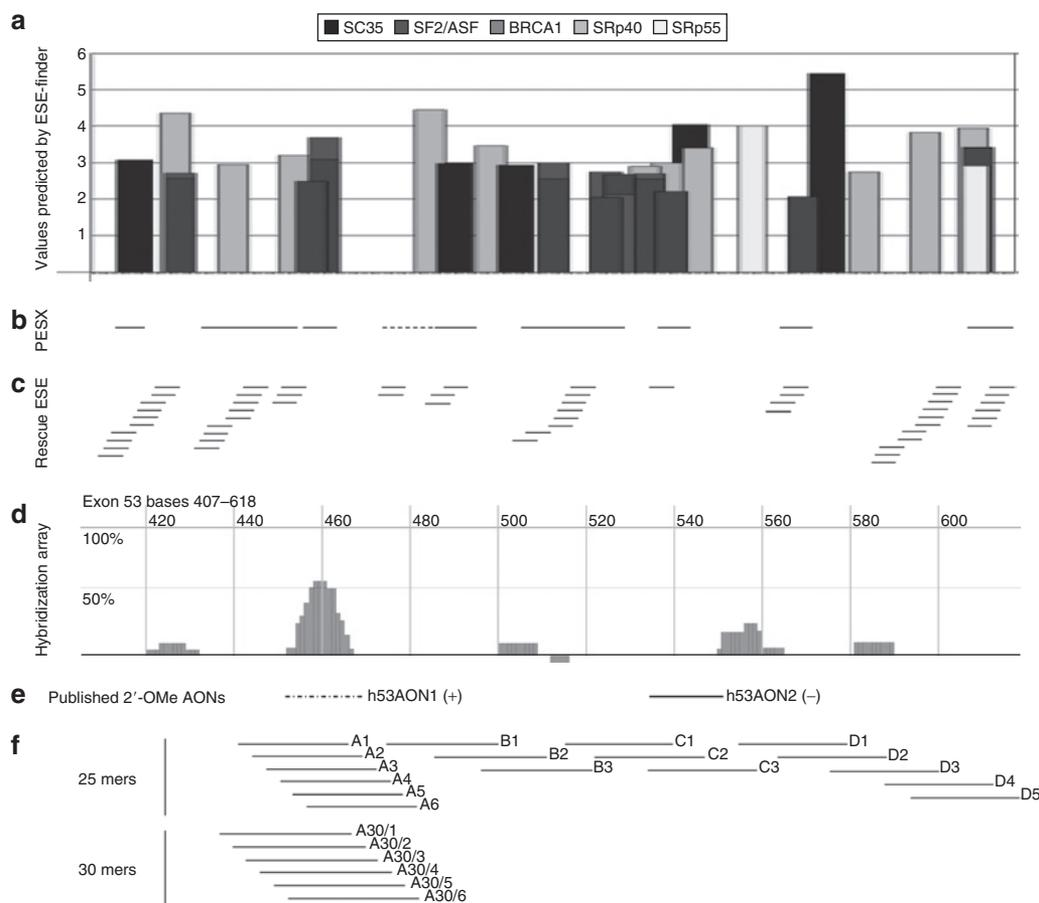 a
SC35 SF2/ASF BRCA1 SRp40 SRp55
Values predicted by ESE-finder
6
5
4
3
2
1
b
PESX
c
Rescue ESE
d
Hybridization array
Exon 53 bases 407–618
420 440 460 480 500 520 540 560 580 600
100%
50%
e
Published 2′-OMe AONs h53AON1 (+) h53AON2 (–)
f
25 mers
A1 B1 C1 D1
A2 B2 C2 D2
A3 B3 C3 D3
A4 D4
A5 D5
A6
30 mers
A30/1
A30/2
A30/3
A30/4
A30/5
A30/6